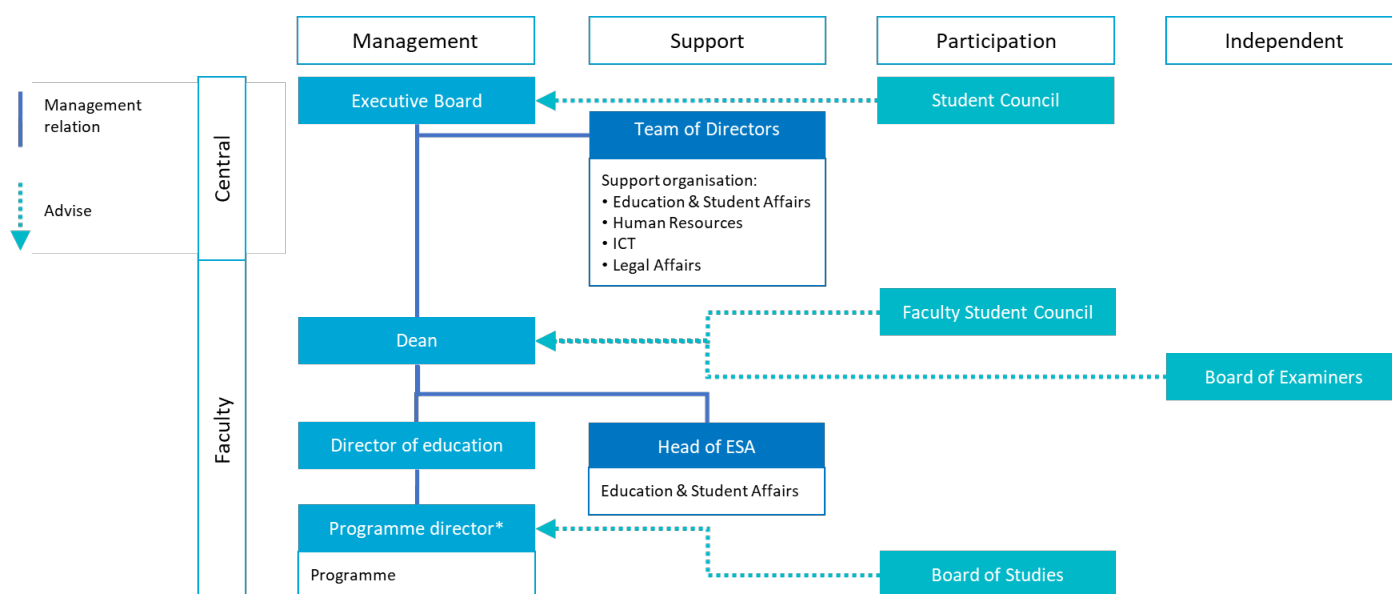 Management
Support
Participation
Independent
Management
relation
Advise
Central
Executive Board
Student Council
Team of Directors
Support organisation:
• Education & Student Affairs
• Human Resources
• ICT
• Legal Affairs
Faculty
Faculty Student Council
Dean
Board of Examiners
Director of education
Head of ESA
Education & Student Affairs
Programme director*
Programme
Board of Studies